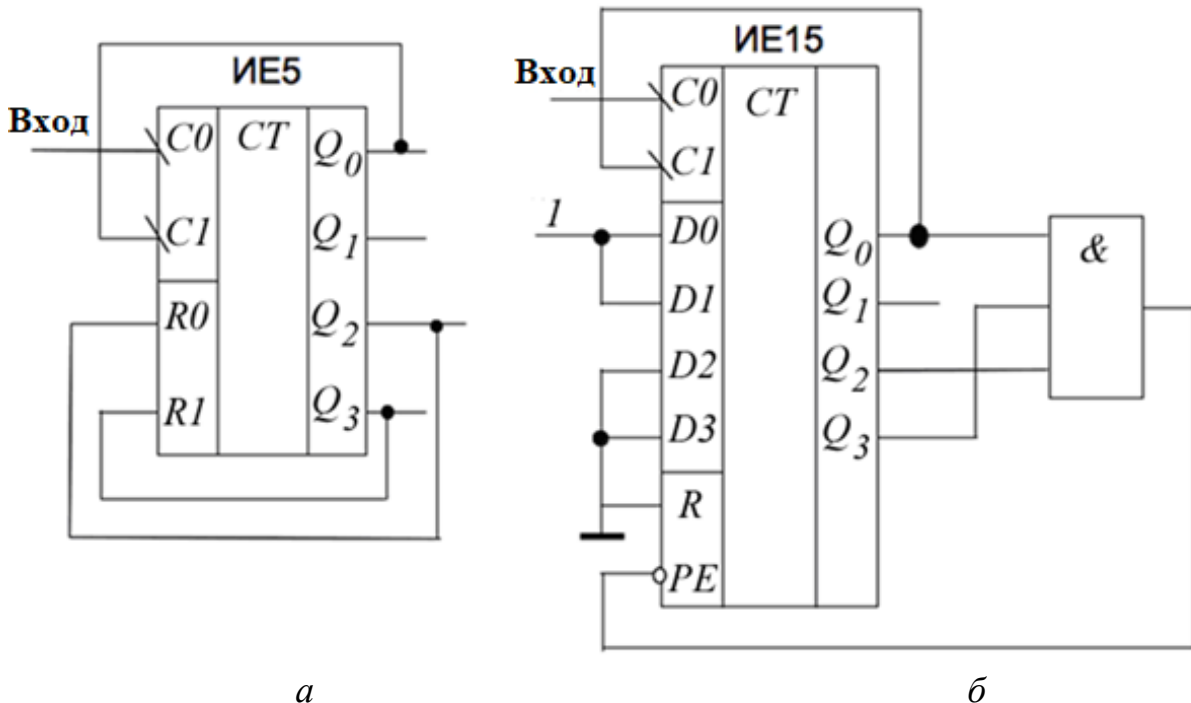 ИЕ5
Вход
C0 CT Q0
C1 Q1
R0 Q2
R1 Q3
а
ИЕ15
Вход
C0 CT
C1
1
D0 Q0 &
D1 Q1
D2 Q2
D3 Q3
R
PE
б